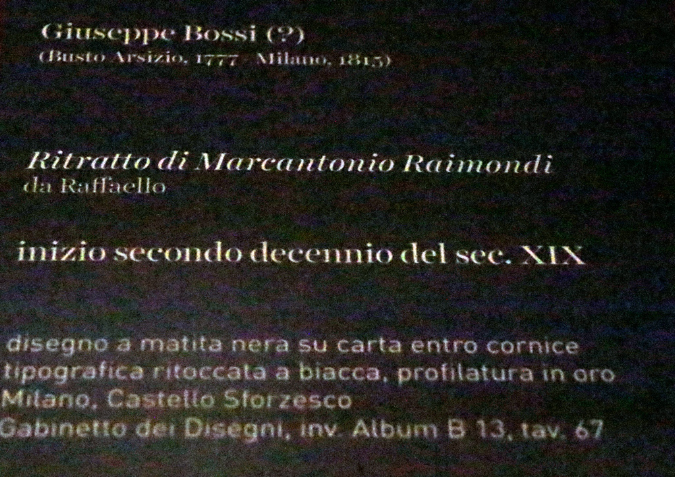 Giuseppe Bossi (?)
(Busto Arsizio, 1777 - Milano, 1815)
Ritratto di Marcantonio Raimondi
da Raffaello
inizio secondo decennio del sec. XIX
disegno a matita nera su carta entro cornice
tipografica ritoccata a biacca, profilatura in oro
Milano, Castello Sforzesco
Gabinetto dei Disegni, inv. Album B 13, tav. 67